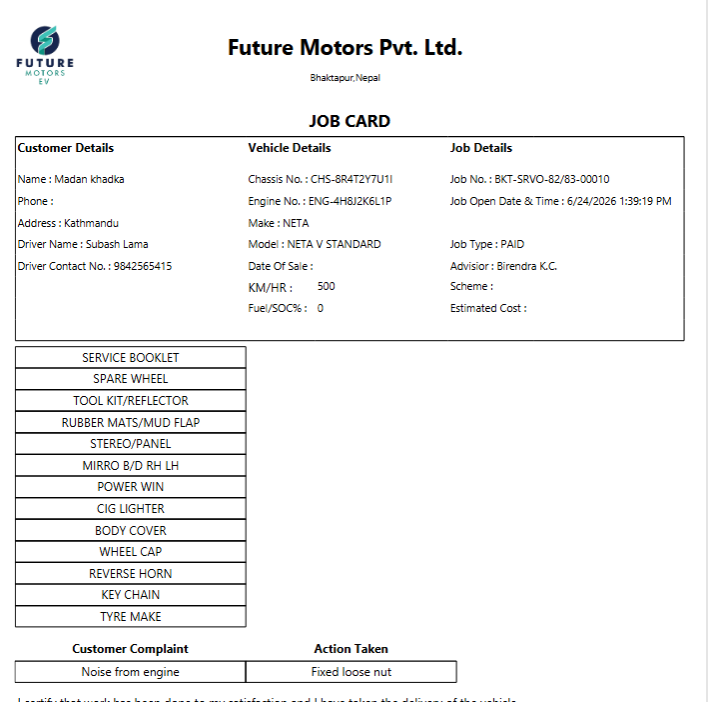 FUTURE
MOTORS
EV
Future Motors Pvt. Ltd.
Bhaktapur,Nepal
JOB CARD
Customer Details Vehicle Details Job Details
Name : Madan khadka Chassis No. : CHS-8R4T2Y7U1I Job No. : BKT-SRVO-82/83-00010
Phone : Engine No. : ENG-4H8J2K6L1P Job Open Date & Time : 6/24/2026 1:39:19 PM
Address : Kathmandu Make : NETA
Driver Name : Subash Lama Model : NETA V STANDARD Job Type : PAID
Driver Contact No. : 9842565415 Date Of Sale : Advisior : Birendra K.C.
KM/HR : 500 Scheme :
Fuel/SOC% : 0 Estimated Cost :
SERVICE BOOKLET
SPARE WHEEL
TOOL KIT/REFLECTOR
RUBBER MATS/MUD FLAP
STEREO/PANEL
MIRRO B/D RH LH
POWER WIN
CIG LIGHTER
BODY COVER
WHEEL CAP
REVERSE HORN
KEY CHAIN
TYRE MAKE
Customer Complaint Action Taken
Noise from engine Fixed loose nut
I certify that work has been done to my satisfaction and I have taken the delivery of the vehicle